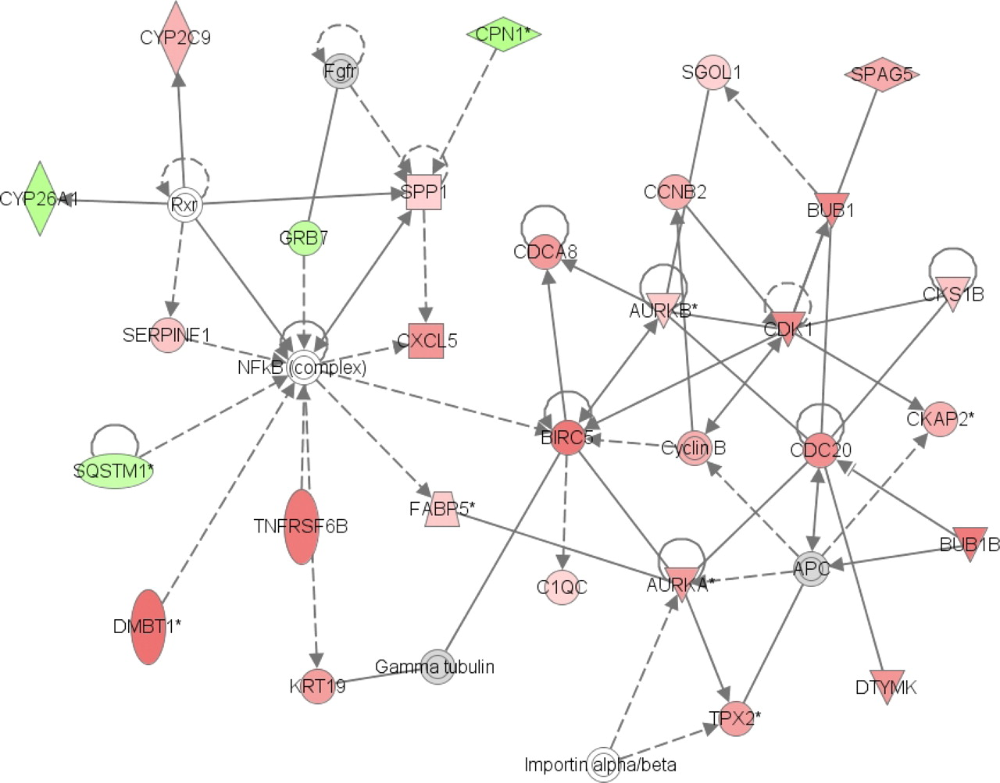 CYP2C9
Fgfr
CPN1*
SGOL1
SPAG5
CYP26A1
Rxr
SPP1
CCNB2
BUB1
GRB7
CDCA8
AURKB*
CDK1
CKS1B
SERPINE1
CXCL5
NFkB (complex)
BIRC5
Cyclin B
CDC20
CKAP2*
SQSTM1*
TNFRSF6B
FABP5*
BUB1B
C1QC
AURKA*
APC
DMBT1*
KRT19
Gamma tubulin
DTYMK
TPX2*
Importin alpha/beta